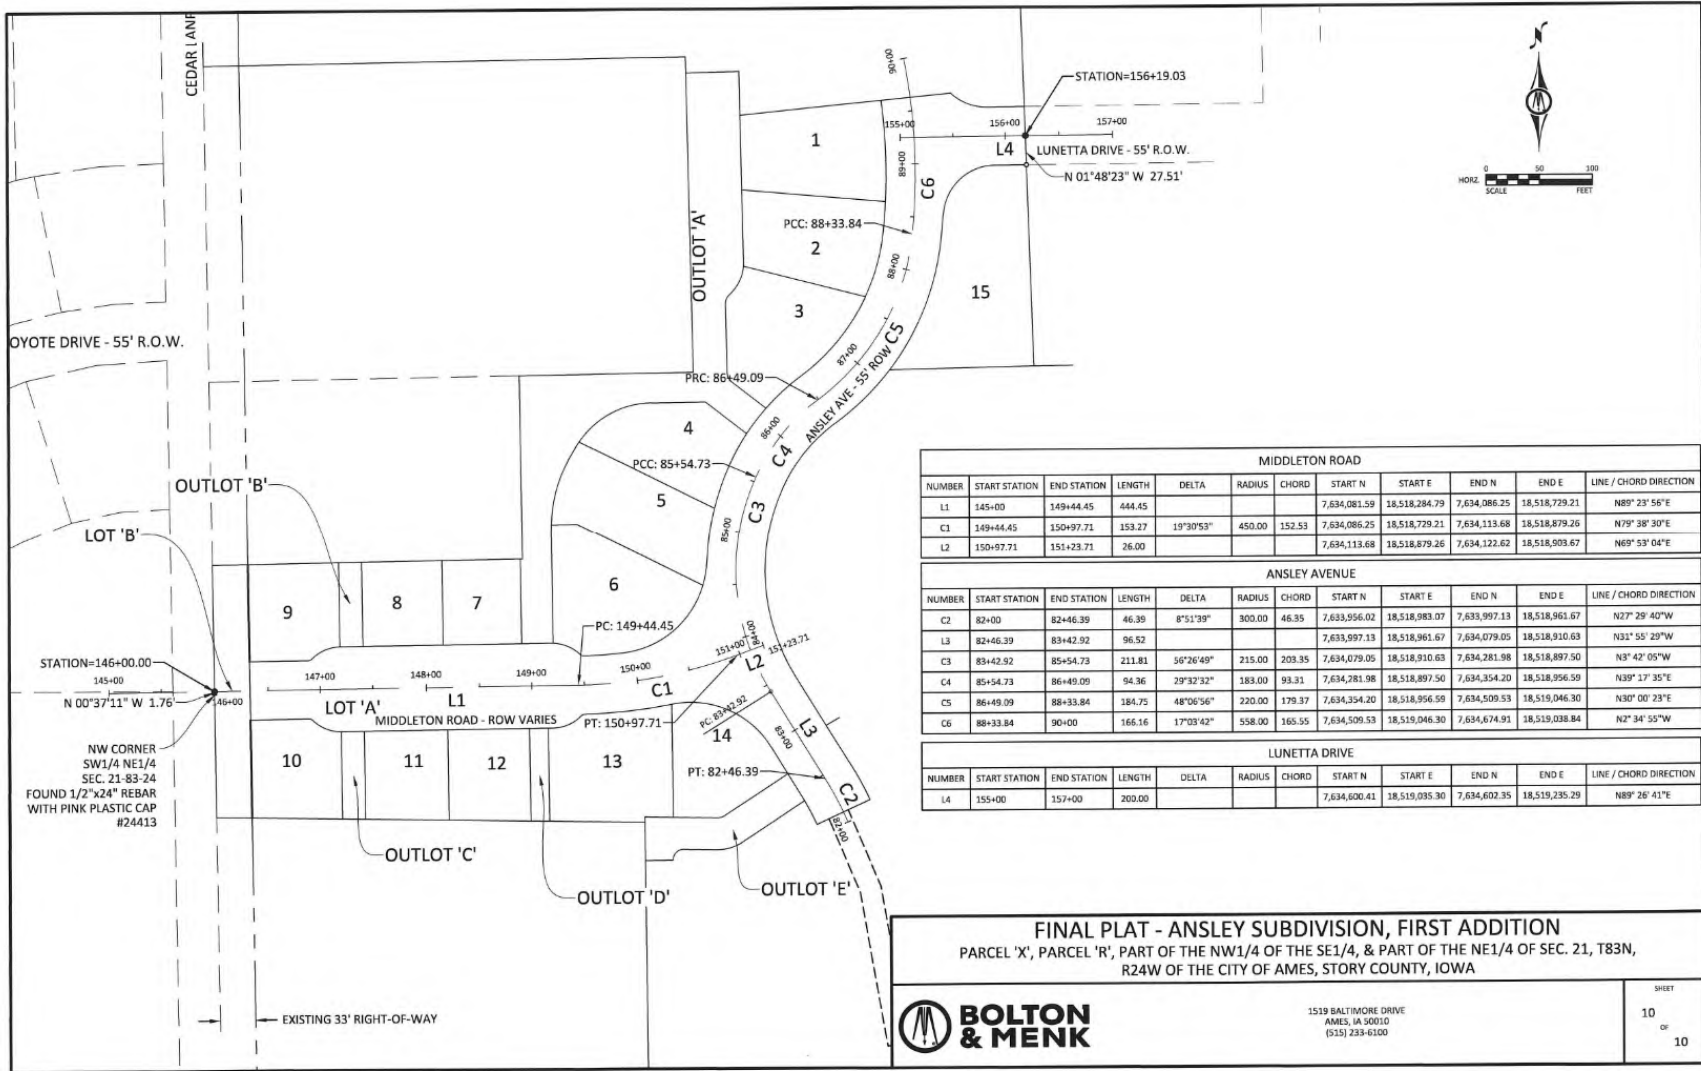 CEDAR LANE
N
90+00
STATION=156+19.03
155+00
156+00
157+00
1
L4
LUNETTA DRIVE - 55' R.O.W.
N 01°48'23" W 27.51'
89+00
C6
HORZ.
0 50 100
SCALE FEET
OUTLOT 'A'
PCC: 88+33.84
2
88+00
15
3
OYOTE DRIVE - 55' R.O.W.
87+00
C5
PRC: 86+49.09
ANSLEY AVE - 55' ROW
86+00
4
C4
PCC: 85+54.73
OUTLOT 'B'
5
C3
LOT 'B'
85+00
6
9
8
7
PC: 149+44.45
84+00
151+00
151+23.71
L2
STATION=146+00.00
145+00
N 00°37'11" W 1.76'
146+00
147+00
148+00
149+00
150+00
C1
L1
LOT 'A'
MIDDLETON ROAD - ROW VARIES
PT: 150+97.71
PC: 83+42.92
L3
83+00
14
NW CORNER
SW1/4 NE1/4
SEC. 21-83-24
FOUND 1/2"x24" REBAR
WITH PINK PLASTIC CAP
#24413
10
11
12
13
PT: 82+46.39
C2
82+00
OUTLOT 'C'
OUTLOT 'D'
OUTLOT 'E'
EXISTING 33' RIGHT-OF-WAY
MIDDLETON ROAD
NUMBER START STATION END STATION LENGTH DELTA RADIUS CHORD START N START E END N END E LINE / CHORD DIRECTION
L1 145+00 149+44.45 444.45 7,634,081.59 18,518,284.79 7,634,086.25 18,518,729.21 N89° 23' 56"E
C1 149+44.45 150+97.71 153.27 19°30'53" 450.00 152.53 7,634,086.25 18,518,729.21 7,634,113.68 18,518,879.26 N79° 38' 30"E
L2 150+97.71 151+23.71 26.00 7,634,113.68 18,518,879.26 7,634,122.62 18,518,903.67 N69° 53' 04"E
ANSLEY AVENUE
NUMBER START STATION END STATION LENGTH DELTA RADIUS CHORD START N START E END N END E LINE / CHORD DIRECTION
C2 82+00 82+46.39 46.39 8°51'39" 300.00 46.35 7,633,956.02 18,518,983.07 7,633,997.13 18,518,961.67 N27° 29' 40"W
L3 82+46.39 83+42.92 96.52 7,633,997.13 18,518,961.67 7,634,079.05 18,518,910.63 N31° 55' 29"W
C3 83+42.92 85+54.73 211.81 56°26'49" 215.00 203.35 7,634,079.05 18,518,910.63 7,634,281.98 18,518,897.50 N3° 42' 05"W
C4 85+54.73 86+49.09 94.36 29°32'32" 183.00 93.31 7,634,281.98 18,518,897.50 7,634,354.20 18,518,956.59 N39° 17' 35"E
C5 86+49.09 88+33.84 184.75 48°06'56" 220.00 179.37 7,634,354.20 18,518,956.59 7,634,509.53 18,519,046.30 N30° 00' 23"E
C6 88+33.84 90+00 166.16 17°03'42" 558.00 165.55 7,634,509.53 18,519,046.30 7,634,674.91 18,519,038.84 N2° 34' 55"W
LUNETTA DRIVE
NUMBER START STATION END STATION LENGTH DELTA RADIUS CHORD START N START E END N END E LINE / CHORD DIRECTION
L4 155+00 157+00 200.00 7,634,600.41 18,519,035.30 7,634,602.35 18,519,235.29 N89° 26' 41"E
FINAL PLAT - ANSLEY SUBDIVISION, FIRST ADDITION
PARCEL 'X', PARCEL 'R', PART OF THE NW1/4 OF THE SE1/4, & PART OF THE NE1/4 OF SEC. 21, T83N,
R24W OF THE CITY OF AMES, STORY COUNTY, IOWA
BOLTON
& MENK
1519 BALTIMORE DRIVE
AMES, IA 50010
(515) 233-6100
SHEET
10
OF
10